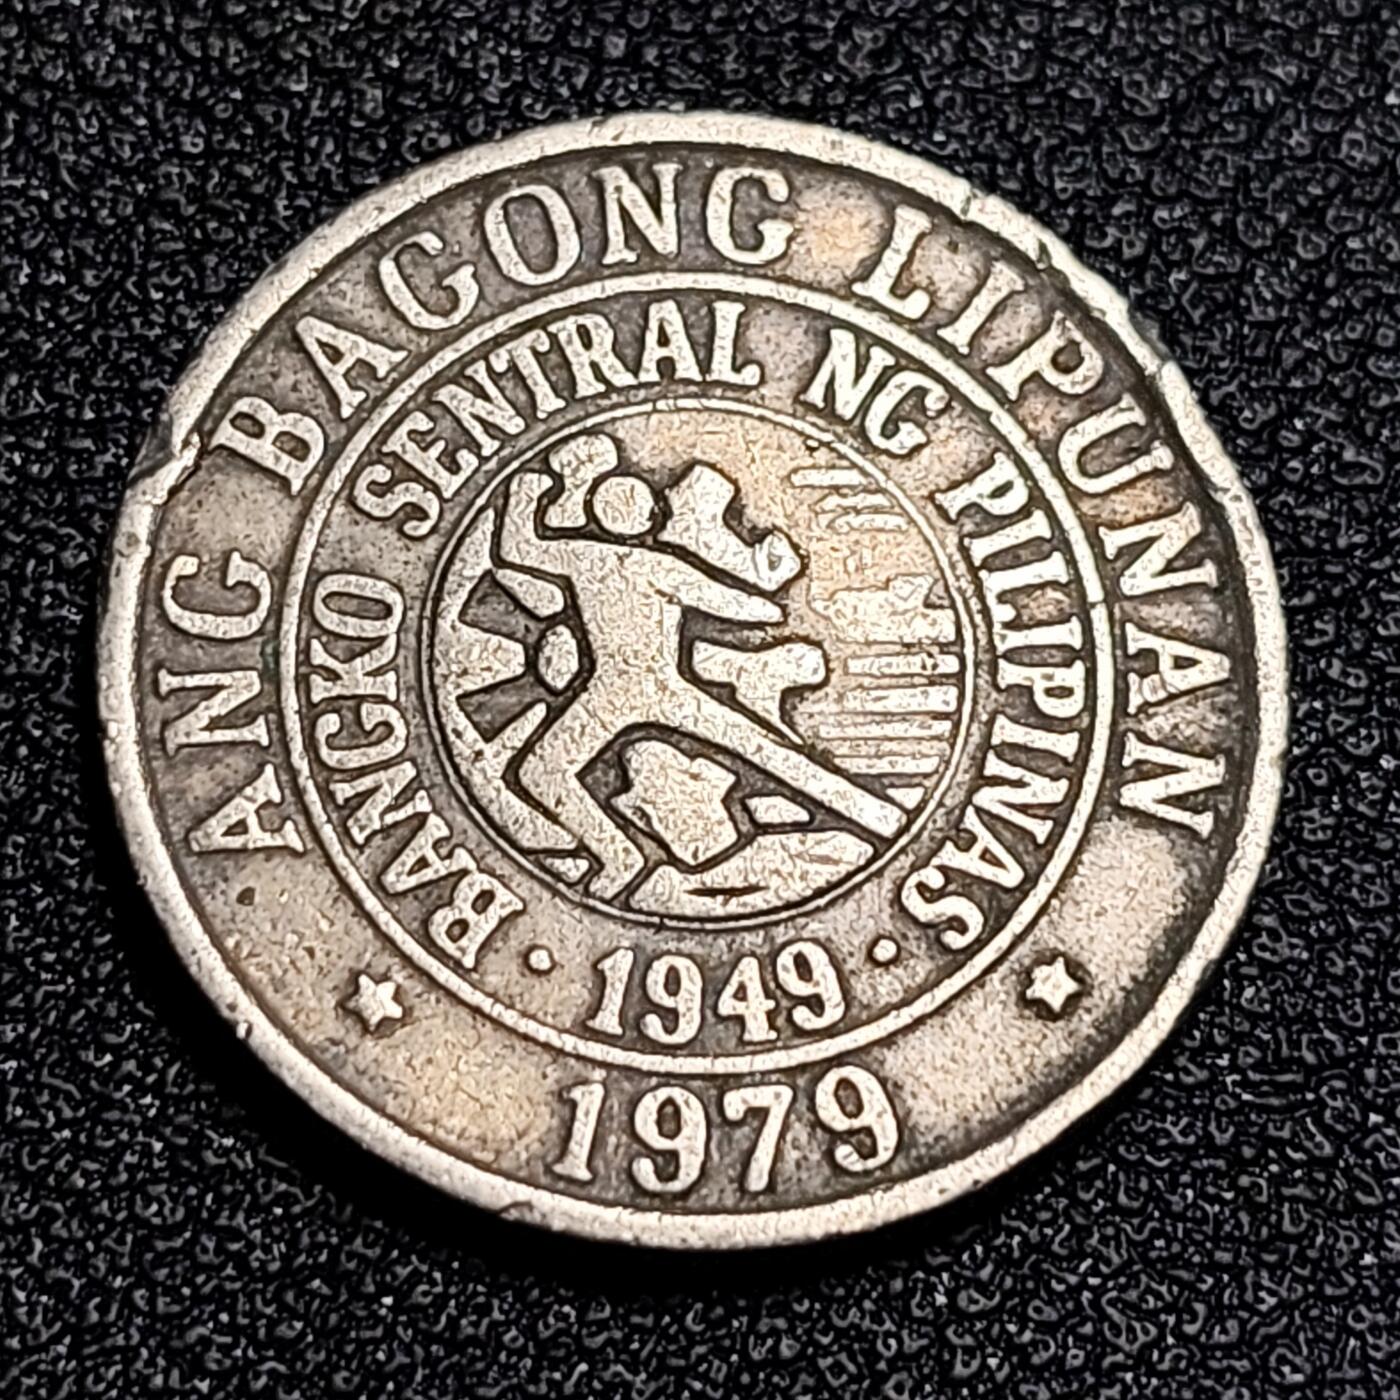 ANG BAGONG LIPUNAN
BANGKO SENTRAL NG PILIPINAS
· 1949 ·
1979